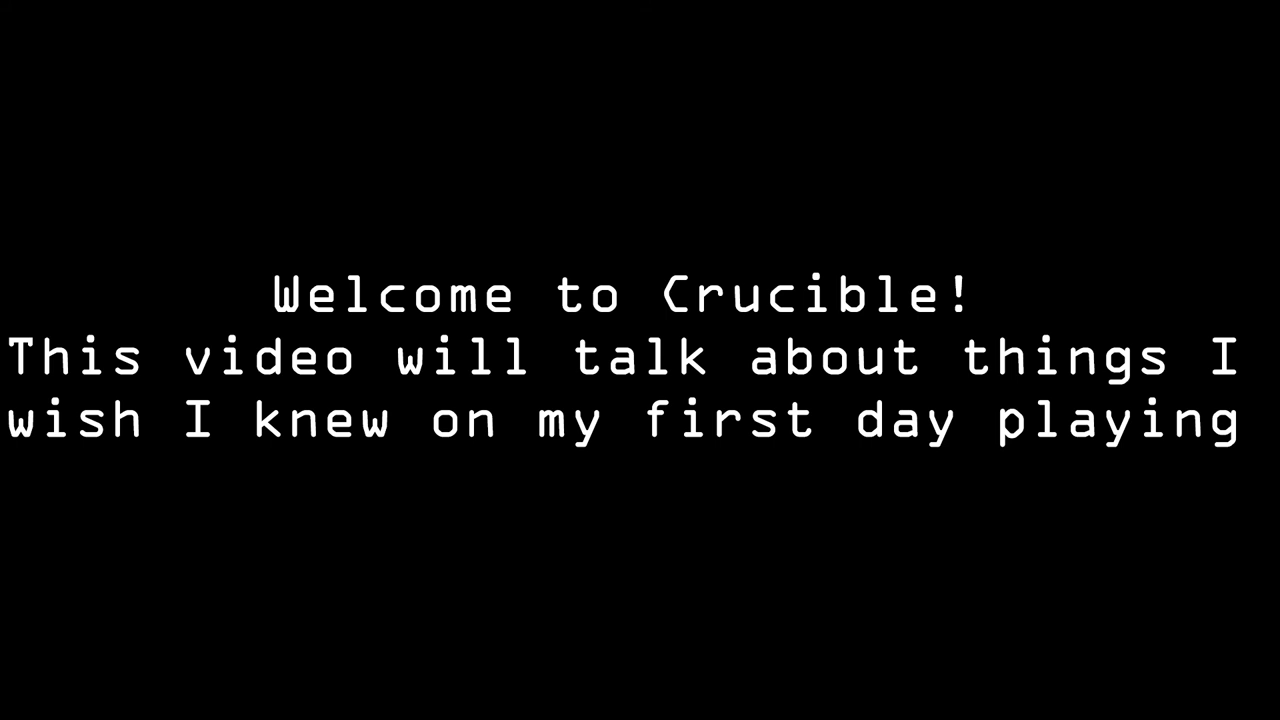 Welcome to Crucible!
This video will talk about things I
wish I knew on my first day playing